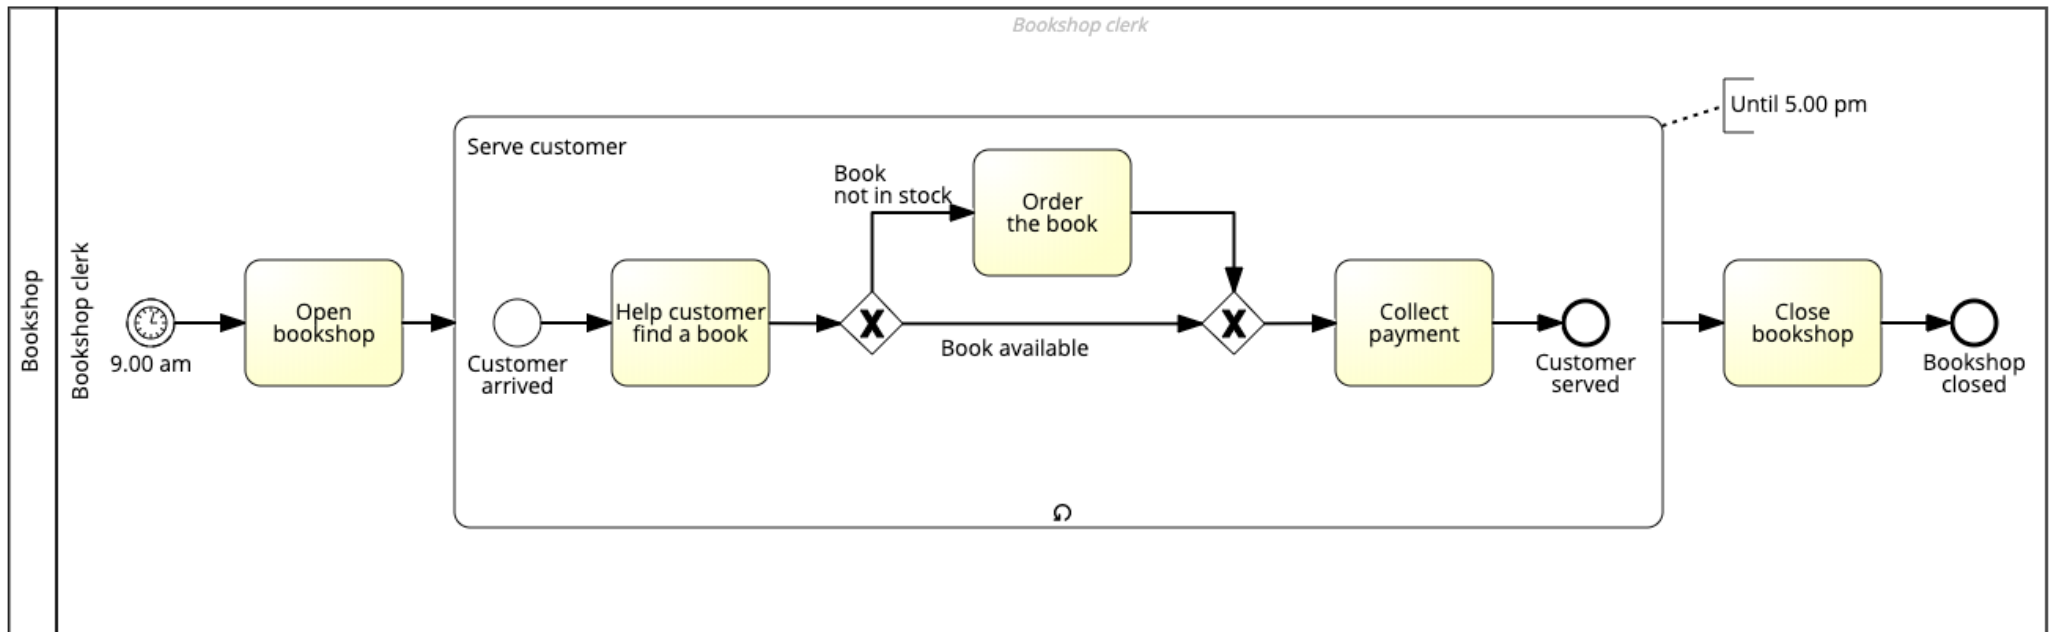 Bookshop clerk
Bookshop
Bookshop clerk
9.00 am
Open
bookshop
Serve customer
Customer
arrived
Help customer
find a book
Book
not in stock
Order
the book
Book available
Collect
payment
Customer
served
Until 5.00 pm
Close
bookshop
Bookshop
closed